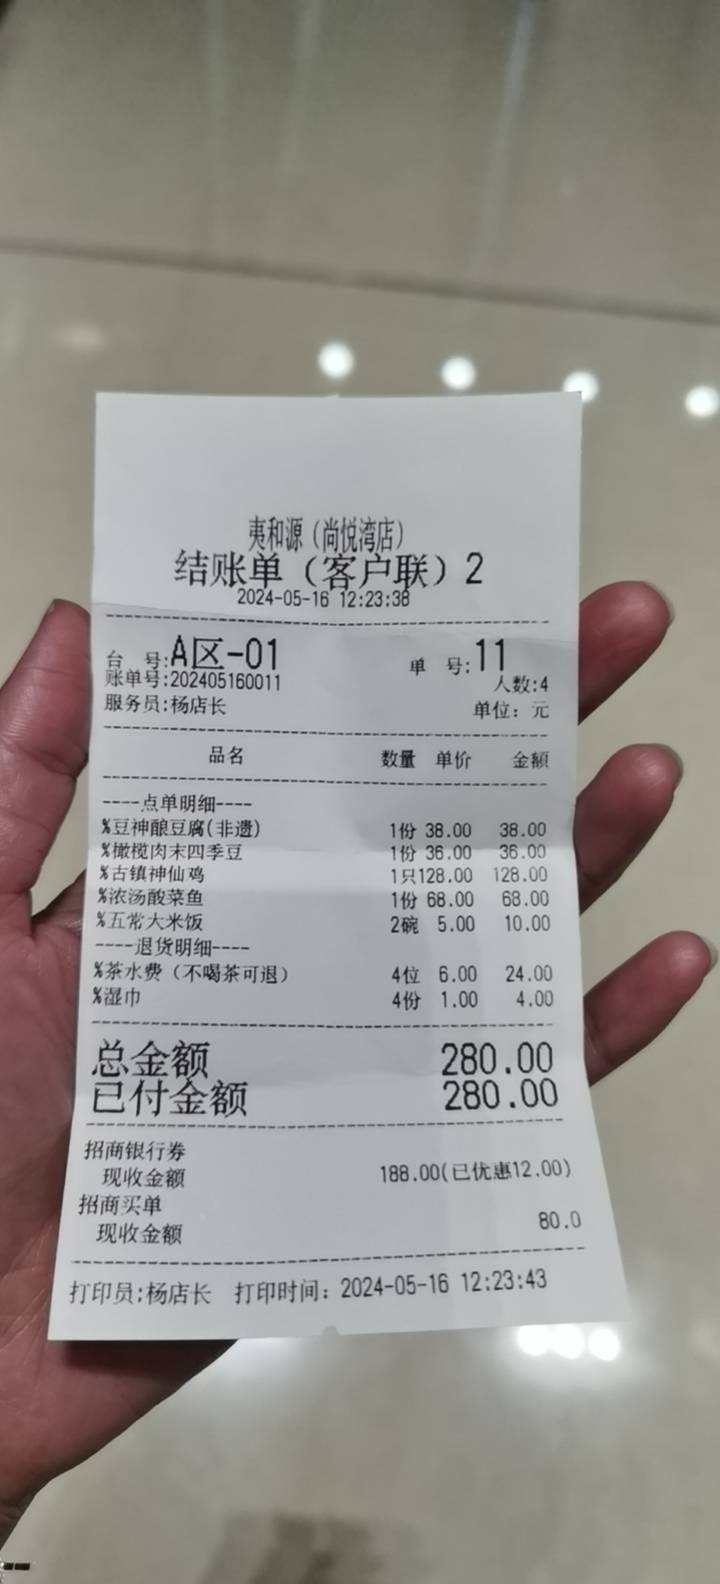 夷和源（尚悦湾店）
结账单（客户联）2
2024-05-16 12:23:38
台 号:A区-01 单 号:11
账单号:202405160011 人数:4
服务员:杨店长 单位：元
品名 数量 单价 金额
----点单明细----
%豆神酿豆腐(非遗) 1份 38.00 38.00
%橄榄肉末四季豆 1份 36.00 36.00
%古镇神仙鸡 1只 128.00 128.00
%浓汤酸菜鱼 1份 68.00 68.00
%五常大米饭 2碗 5.00 10.00
----退货明细----
%茶水费（不喝茶可退） 4位 6.00 24.00
%湿巾 4份 1.00 4.00
总金额 280.00
已付金额 280.00
招商银行券
现收金额 188.00(已优惠12.00)
招商买单
现收金额 80.0
打印员:杨店长 打印时间：2024-05-16 12:23:43